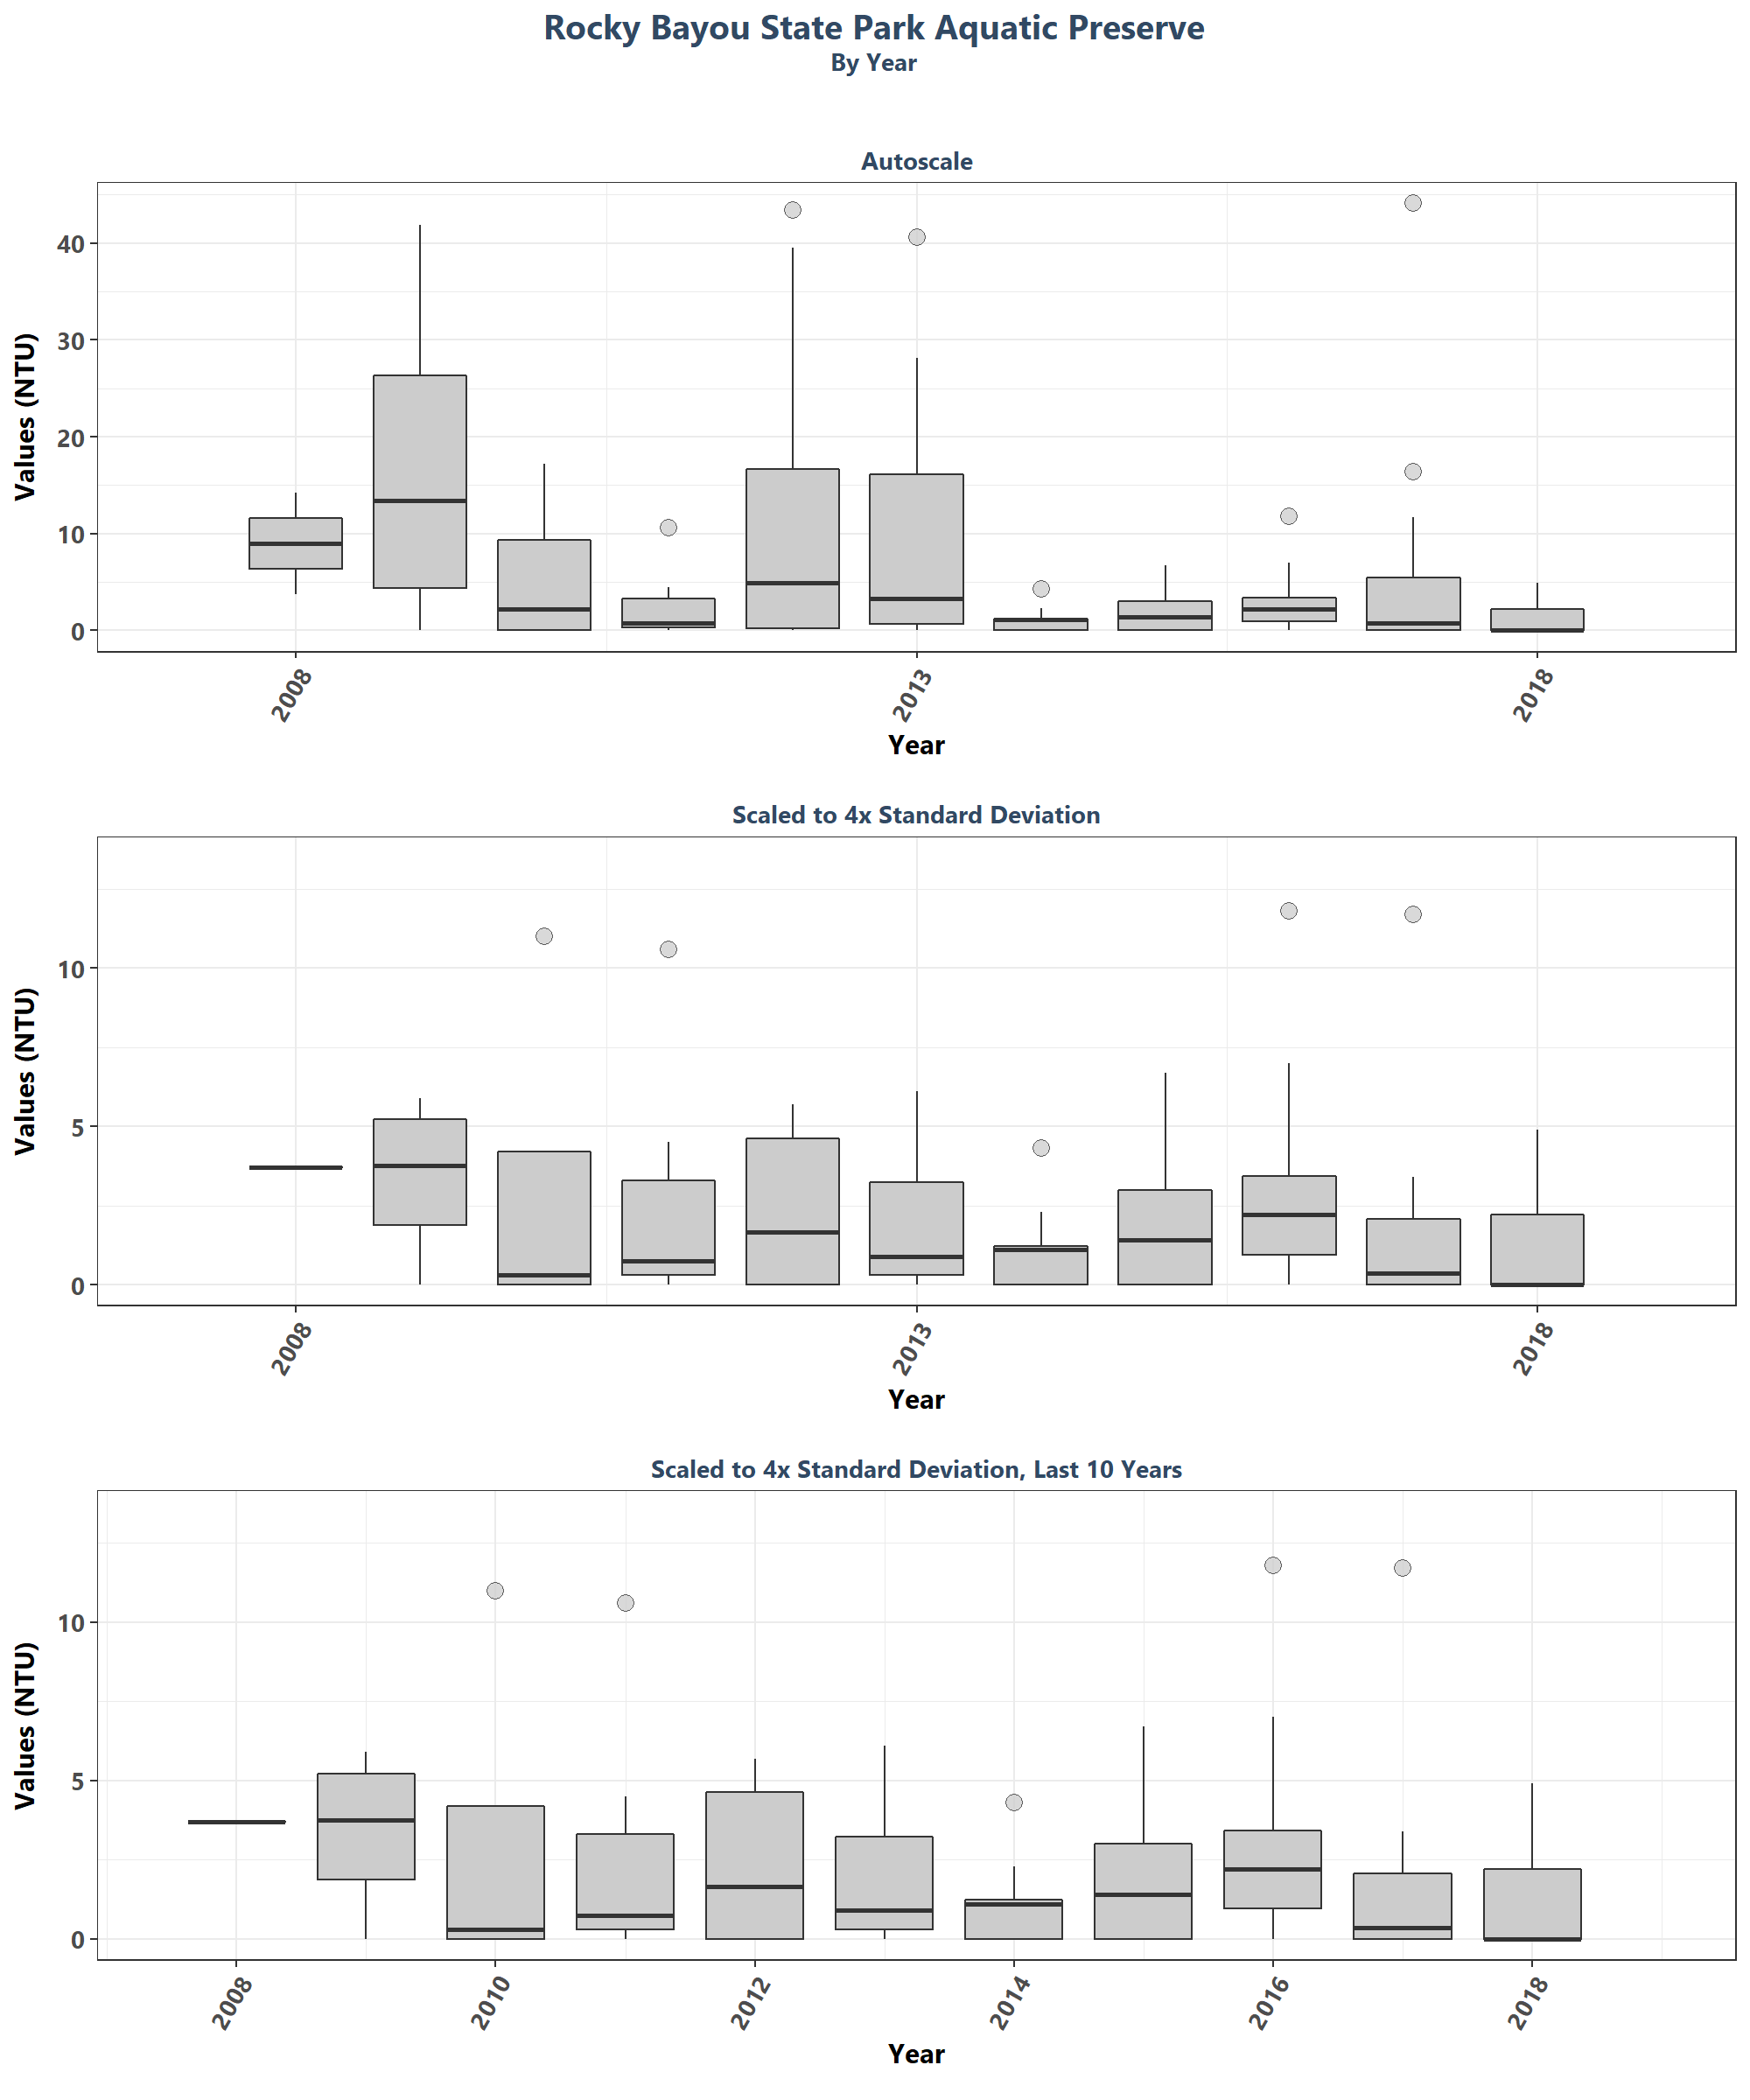 Rocky Bayou State Park Aquatic Preserve
By Year
Autoscale
Values (NTU)
40
30
20
10
0
2008
2013
2018
Year
Scaled to 4x Standard Deviation
Values (NTU)
10
5
0
2008
2013
2018
Year
Scaled to 4x Standard Deviation, Last 10 Years
Values (NTU)
10
5
0
2008
2010
2012
2014
2016
2018
Year